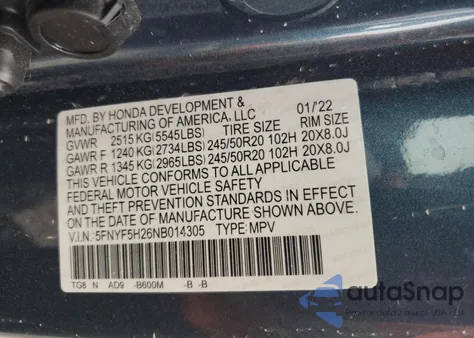 MFD. BY HONDA DEVELOPMENT & 01/'22
MANUFACTURING OF AMERICA, LLC
GVWR 2515 KG(5545LBS) TIRE SIZE RIM SIZE
GAWR F 1240 KG(2734LBS) 245/50R20 102H 20X8.0J
GAWR R 1345 KG(2965LBS) 245/50R20 102H 20X8.0J
THIS VEHICLE CONFORMS TO ALL APPLICABLE
FEDERAL MOTOR VEHICLE SAFETY
AND THEFT PREVENTION STANDARDS IN EFFECT
ON THE DATE OF MANUFACTURE SHOWN ABOVE.
V.I.N.: 5FNYF5H26NB014305 TYPE: MPV
TG8 N AD9 -B600M -B -B
autoSnap